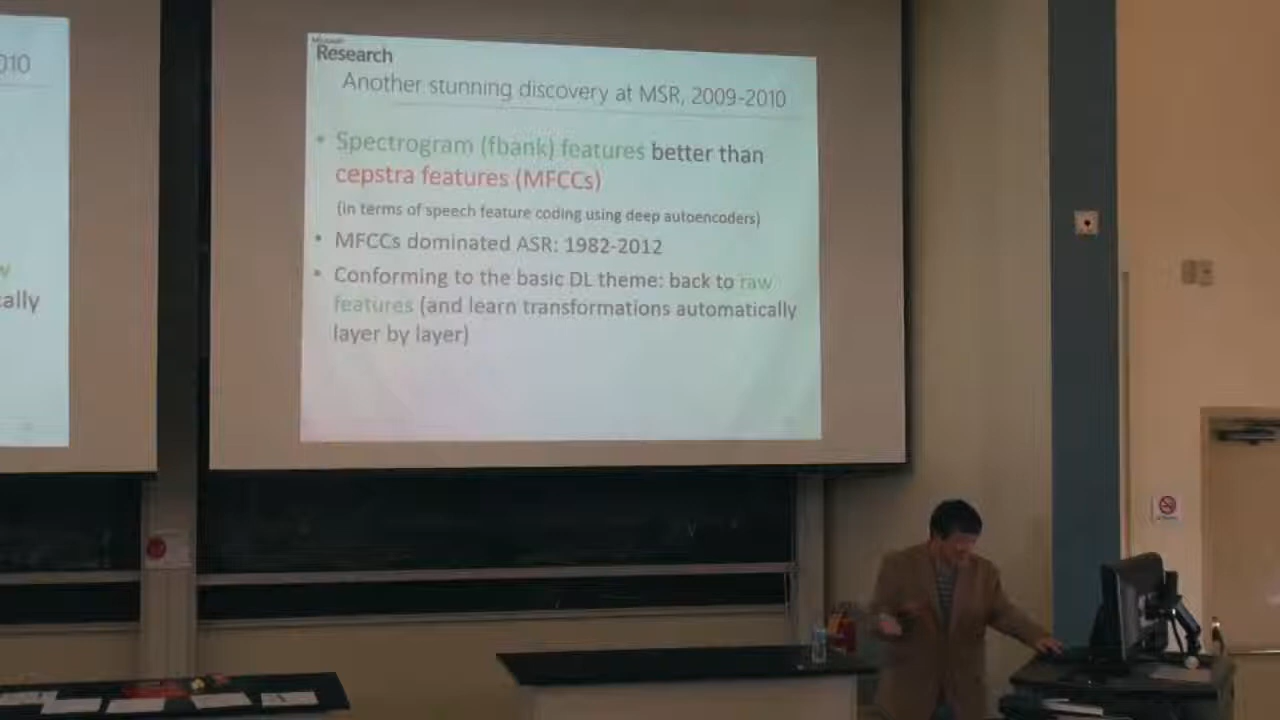 010
ally
Microsoft
Research
Another stunning discovery at MSR, 2009-2010
• Spectrogram (fbank) features better than
cepstra features (MFCCs)
(in terms of speech feature coding using deep autoencoders)
• MFCCs dominated ASR: 1982-2012
• Conforming to the basic DL theme: back to raw
features (and learn transformations automatically
layer by layer)